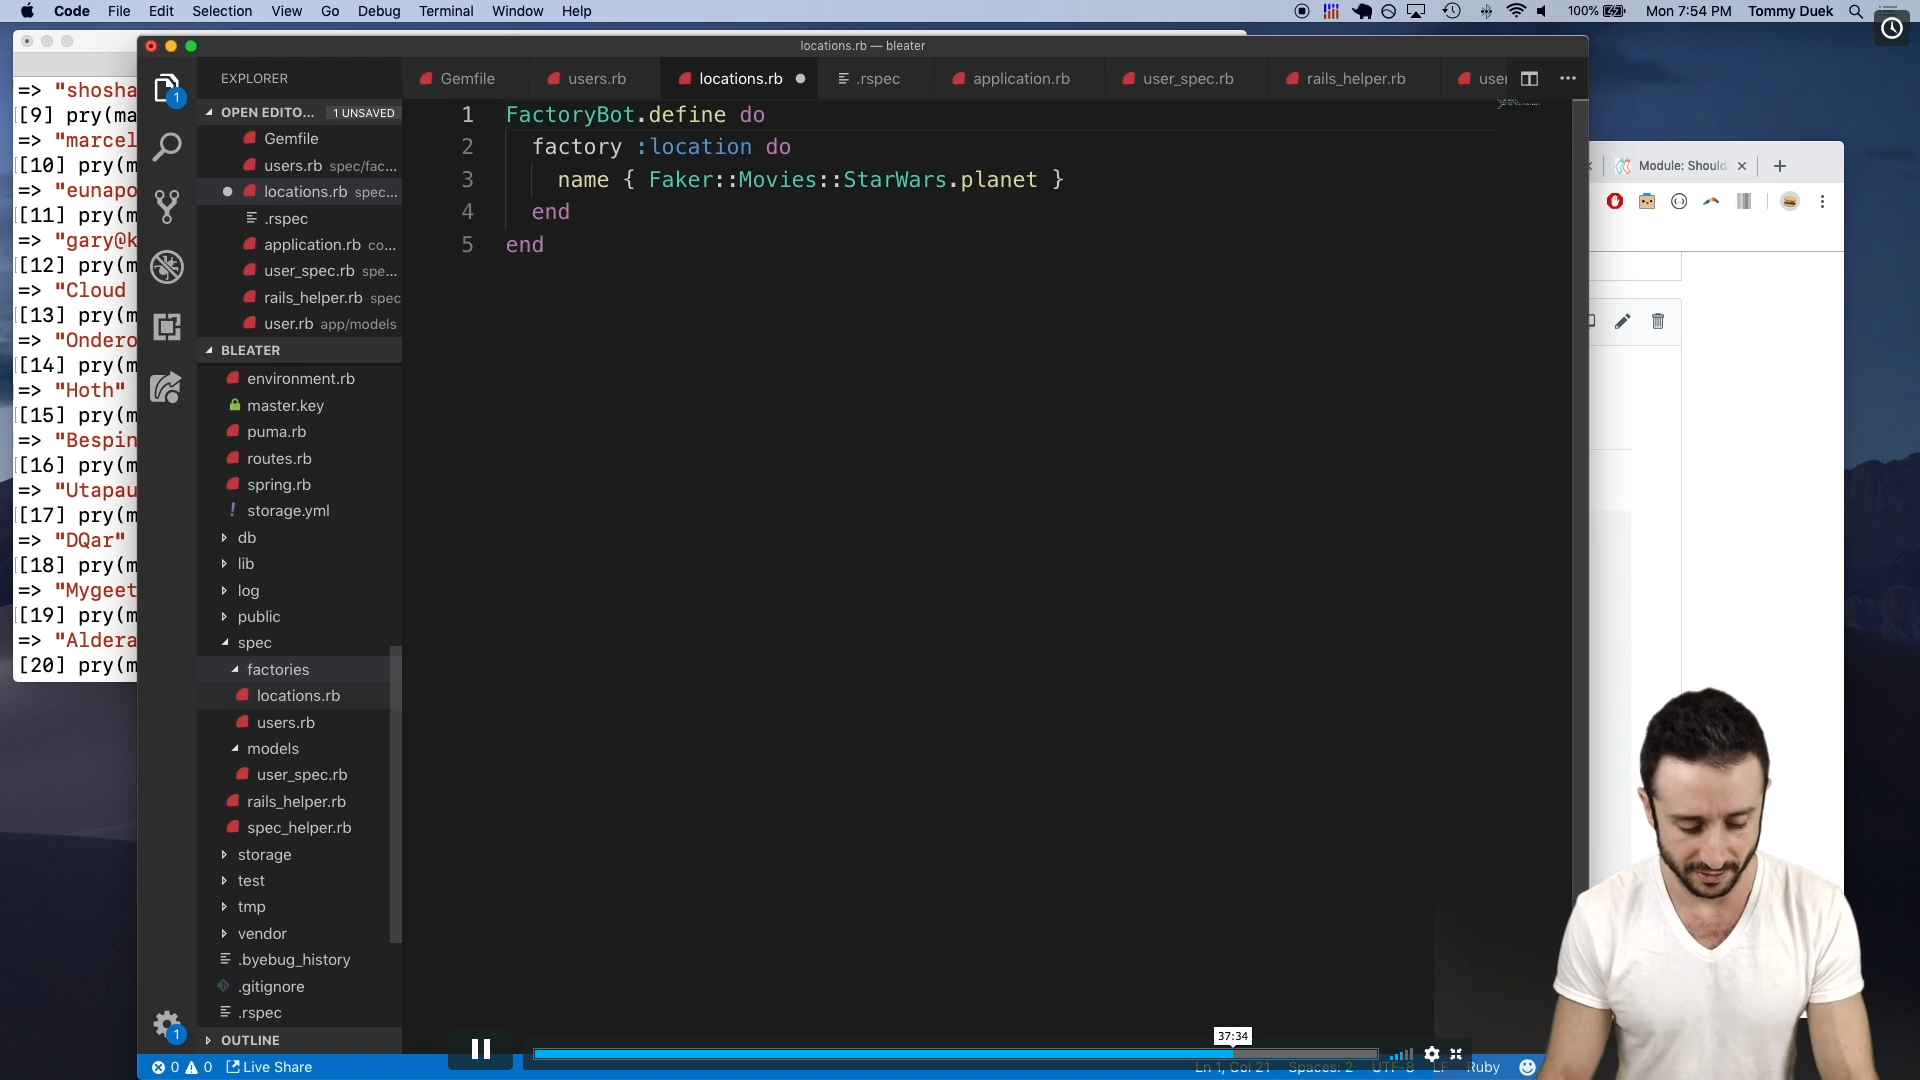 Code File Edit Selection View Go Debug Terminal Window Help
100% Mon 7:54 PM Tommy Duek
locations.rb — bleater
=> "shosha
[9] pry(ma
=> "marcel
[10] pry(m
=> "eunapo
[11] pry(m
=> "gary@k
[12] pry(m
=> "Cloud
[13] pry(m
=> "Ondero
[14] pry(m
=> "Hoth"
[15] pry(m
=> "Bespin
[16] pry(m
=> "Utapau
[17] pry(m
=> "DQar"
[18] pry(m
=> "Mygeet
[19] pry(m
=> "Aldera
[20] pry(m
EXPLORER
OPEN EDITO... 1 UNSAVED
Gemfile
users.rb spec/fac...
locations.rb spec...
.rspec
application.rb co...
user_spec.rb spe...
rails_helper.rb spec
user.rb app/models
BLEATER
environment.rb
master.key
puma.rb
routes.rb
spring.rb
storage.yml
db
lib
log
public
spec
factories
locations.rb
users.rb
models
user_spec.rb
rails_helper.rb
spec_helper.rb
storage
test
tmp
vendor
.byebug_history
.gitignore
.rspec
OUTLINE
1
1
Gemfile users.rb locations.rb .rspec application.rb user_spec.rb rails_helper.rb user
1 FactoryBot.define do
2 factory :location do
3 name { Faker::Movies::StarWars.planet }
4 end
5 end
Module: Should
37:34
0 0 Live Share
Ln 1, Col 21 Spaces: 2 UTF-8 LF Ruby